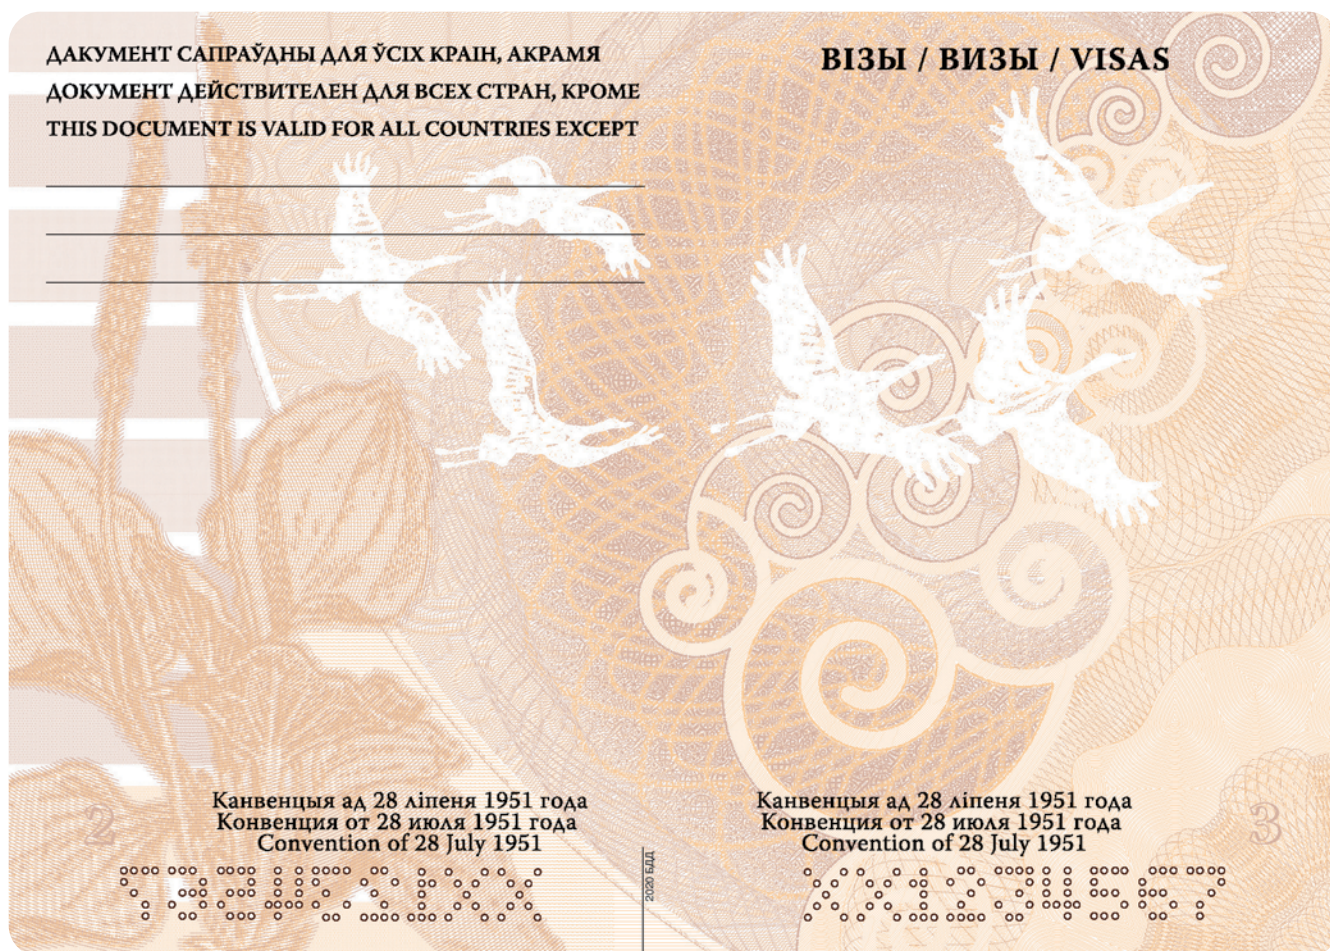 ДАКУМЕНТ САПРАЎДНЫ ДЛЯ ЎСІХ КРАІН, АКРАМЯ
ДОКУМЕНТ ДЕЙСТВИТЕЛЕН ДЛЯ ВСЕХ СТРАН, КРОМЕ
THIS DOCUMENT IS VALID FOR ALL COUNTRIES EXCEPT
Канвенцыя ад 28 ліпеня 1951 года
Конвенция от 28 июля 1951 года
Convention of 28 July 1951
2
XX1234567
2020 БДД
ВІЗЫ / ВИЗЫ / VISAS
Канвенцыя ад 28 ліпеня 1951 года
Конвенция от 28 июля 1951 года
Convention of 28 July 1951
3
XX1234567